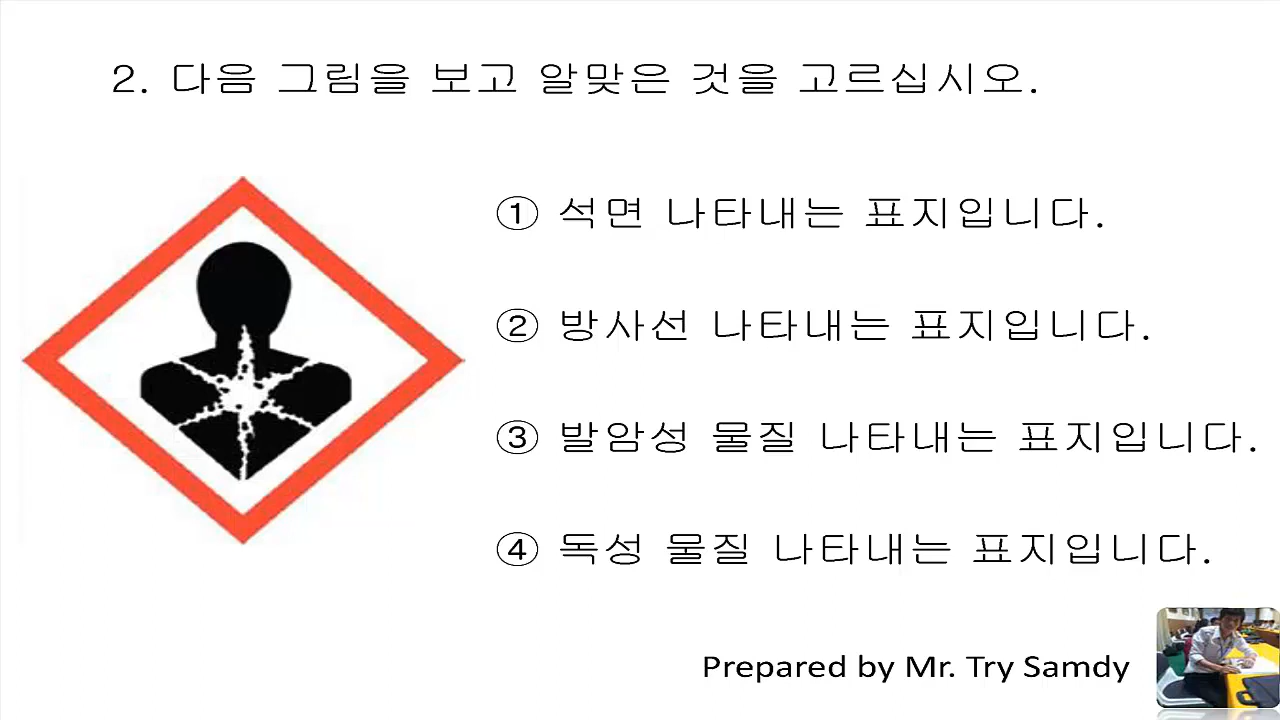 2. 다음 그림을 보고 알맞은 것을 고르십시오.
① 석면 나타내는 표지입니다.
② 방사선 나타내는 표지입니다.
③ 발암성 물질 나타내는 표지입니다.
④ 독성 물질 나타내는 표지입니다.
Prepared by Mr. Try Samdy